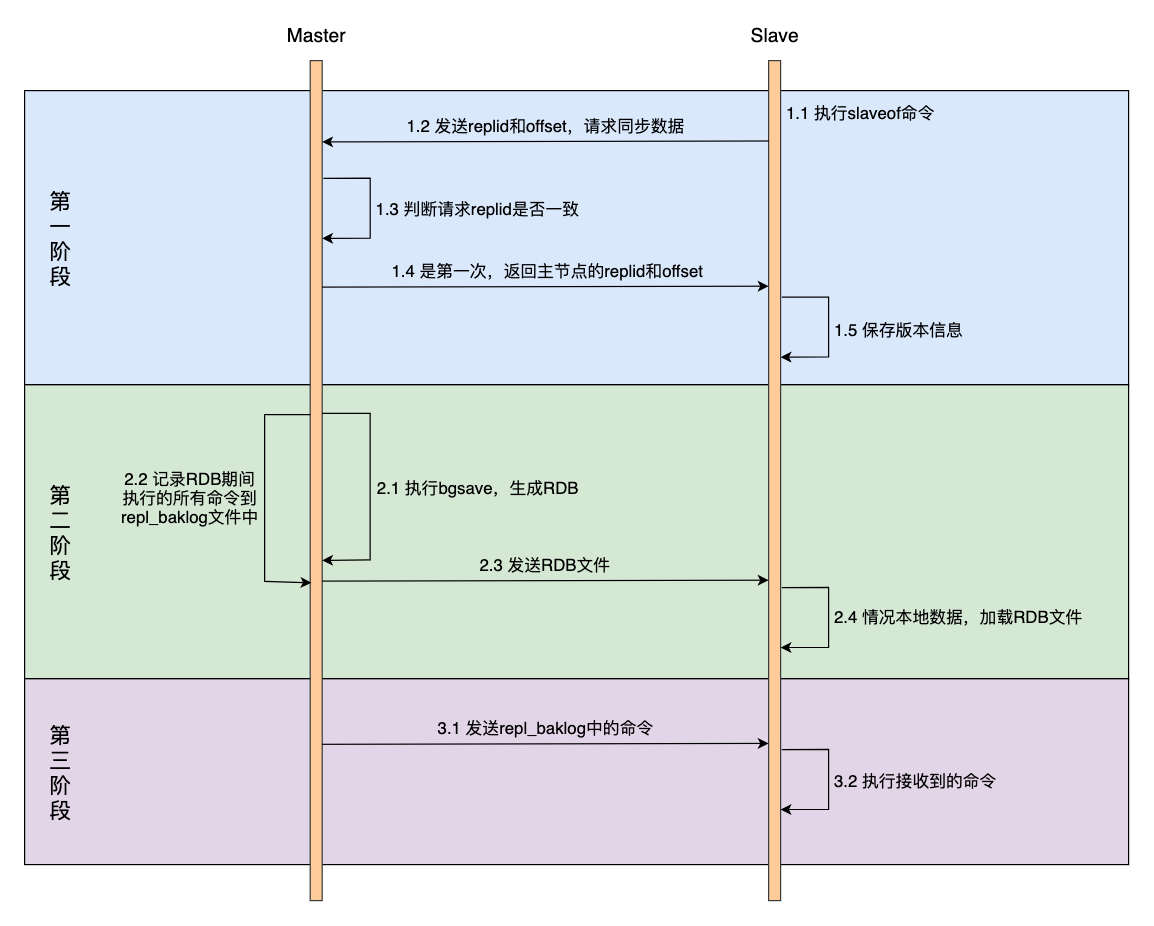 Master
Slave
1.1 执行slaveof命令
1.2 发送replid和offset，请求同步数据
第一阶段
1.3 判断请求replid是否一致
1.4 是第一次，返回主节点的replid和offset
1.5 保存版本信息
第二阶段
2.2 记录RDB期间
执行的所有命令到
repl_baklog文件中
2.1 执行bgsave，生成RDB
2.3 发送RDB文件
2.4 情况本地数据，加载RDB文件
第三阶段
3.1 发送repl_baklog中的命令
3.2 执行接收到的命令